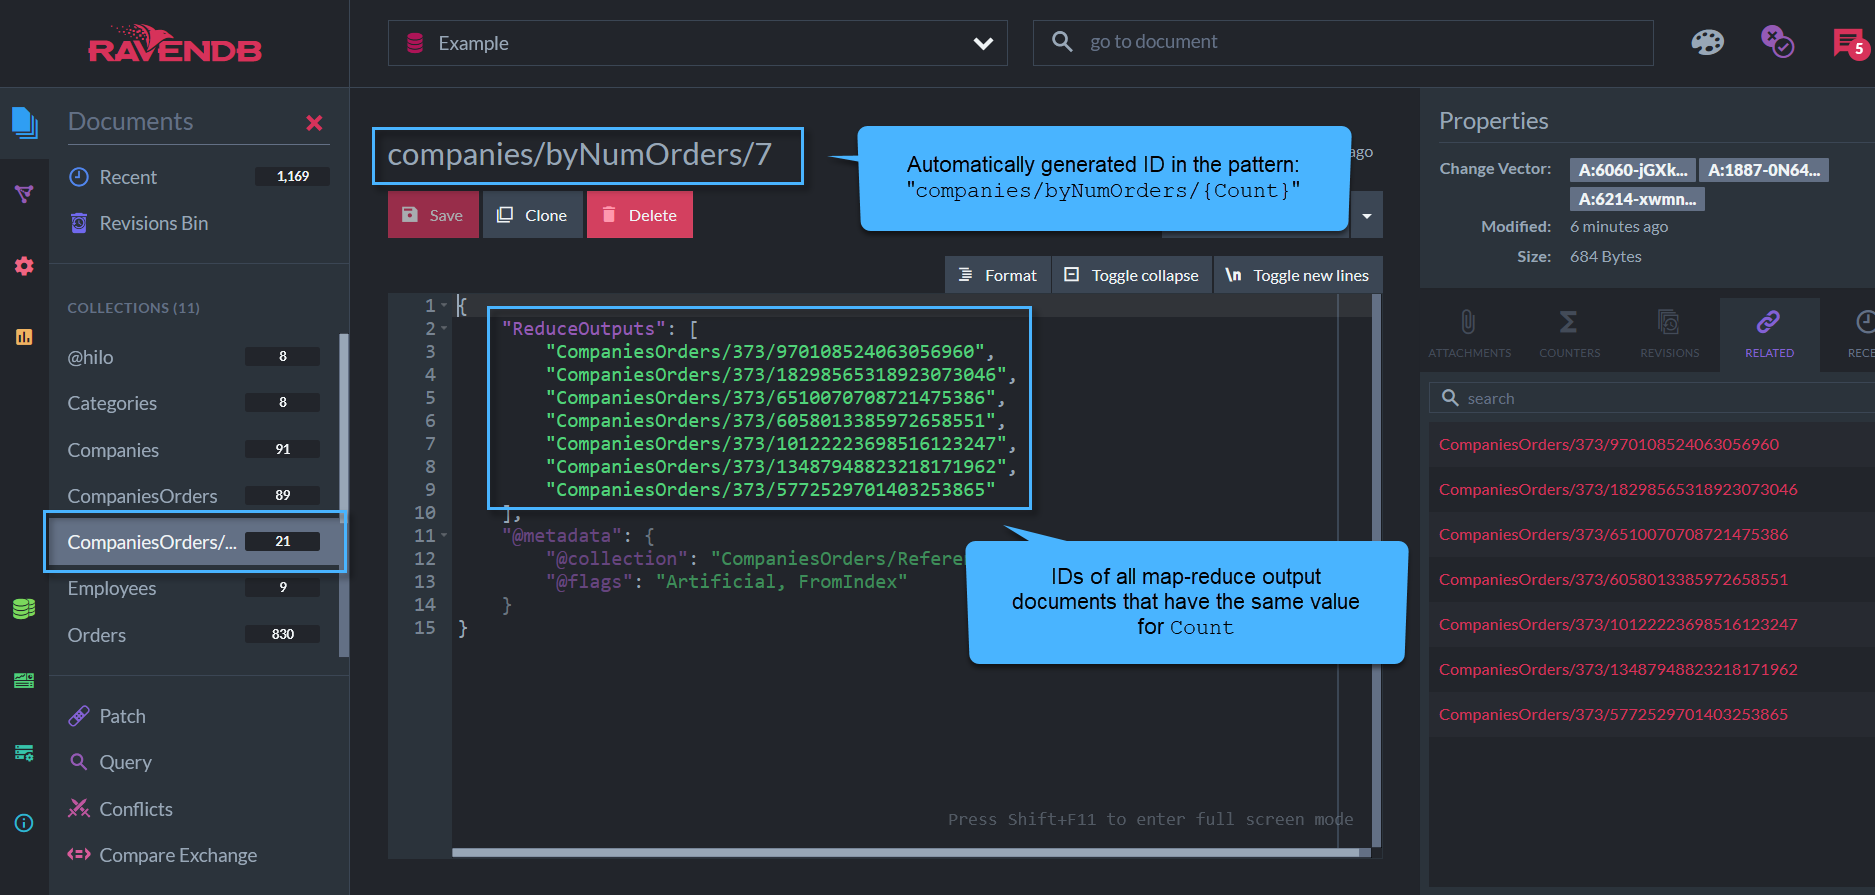 RAVENDB
Example
go to document
5
Documents
Recent 1,169
Revisions Bin
COLLECTIONS (11)
@hilo 8
Categories 8
Companies 91
CompaniesOrders 89
CompaniesOrders/... 21
Employees 9
Orders 830
Patch
Query
Conflicts
Compare Exchange
companies/byNumOrders/7
ago
Automatically generated ID in the pattern:
"companies/byNumOrders/{Count}"
Save
Clone
Delete
Format
Toggle collapse
\n Toggle new lines
1 {
2 "ReduceOutputs": [
3 "CompaniesOrders/373/970108524063056960",
4 "CompaniesOrders/373/18298565318923073046",
5 "CompaniesOrders/373/6510070708721475386",
6 "CompaniesOrders/373/6058013385972658551",
7 "CompaniesOrders/373/10122223698516123247",
8 "CompaniesOrders/373/13487948823218171962",
9 "CompaniesOrders/373/5772529701403253865"
10 ],
11 "@metadata": {
12 "@collection": "CompaniesOrders/Refere
13 "@flags": "Artificial, FromIndex"
14 }
15 }
IDs of all map-reduce output
documents that have the same value
for Count
Press Shift+F11 to enter full screen mode
Properties
Change Vector: A:6060-jGXk... A:1887-0N64...
A:6214-xwmn...
Modified: 6 minutes ago
Size: 684 Bytes
ATTACHMENTS
COUNTERS
REVISIONS
RELATED
RECE
search
CompaniesOrders/373/970108524063056960
CompaniesOrders/373/18298565318923073046
CompaniesOrders/373/6510070708721475386
CompaniesOrders/373/6058013385972658551
CompaniesOrders/373/10122223698516123247
CompaniesOrders/373/13487948823218171962
CompaniesOrders/373/5772529701403253865